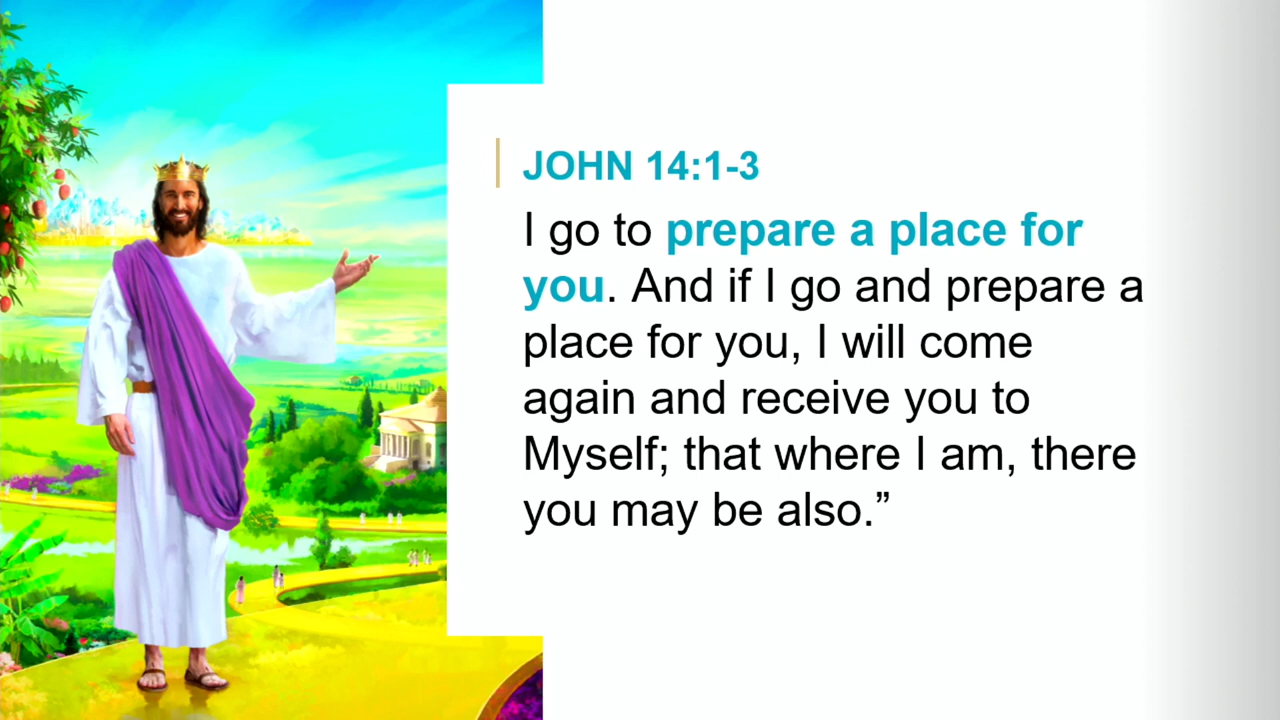 JOHN 14:1-3
I go to prepare a place for
you. And if I go and prepare a
place for you, I will come
again and receive you to
Myself; that where I am, there
you may be also.”